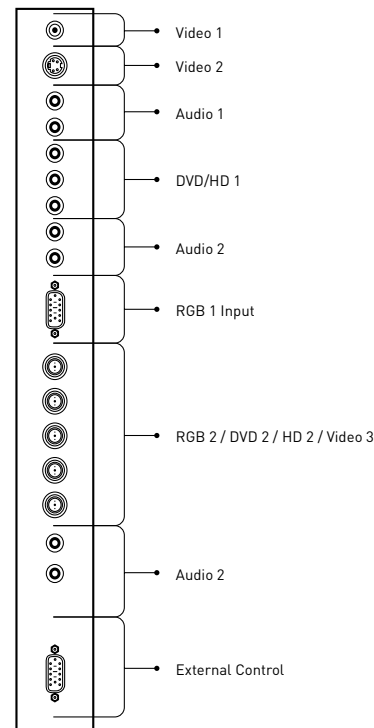 Video 1
Video 2
Audio 1
DVD/HD 1
Audio 2
RGB 1 Input
RGB 2 / DVD 2 / HD 2 / Video 3
Audio 2
External Control